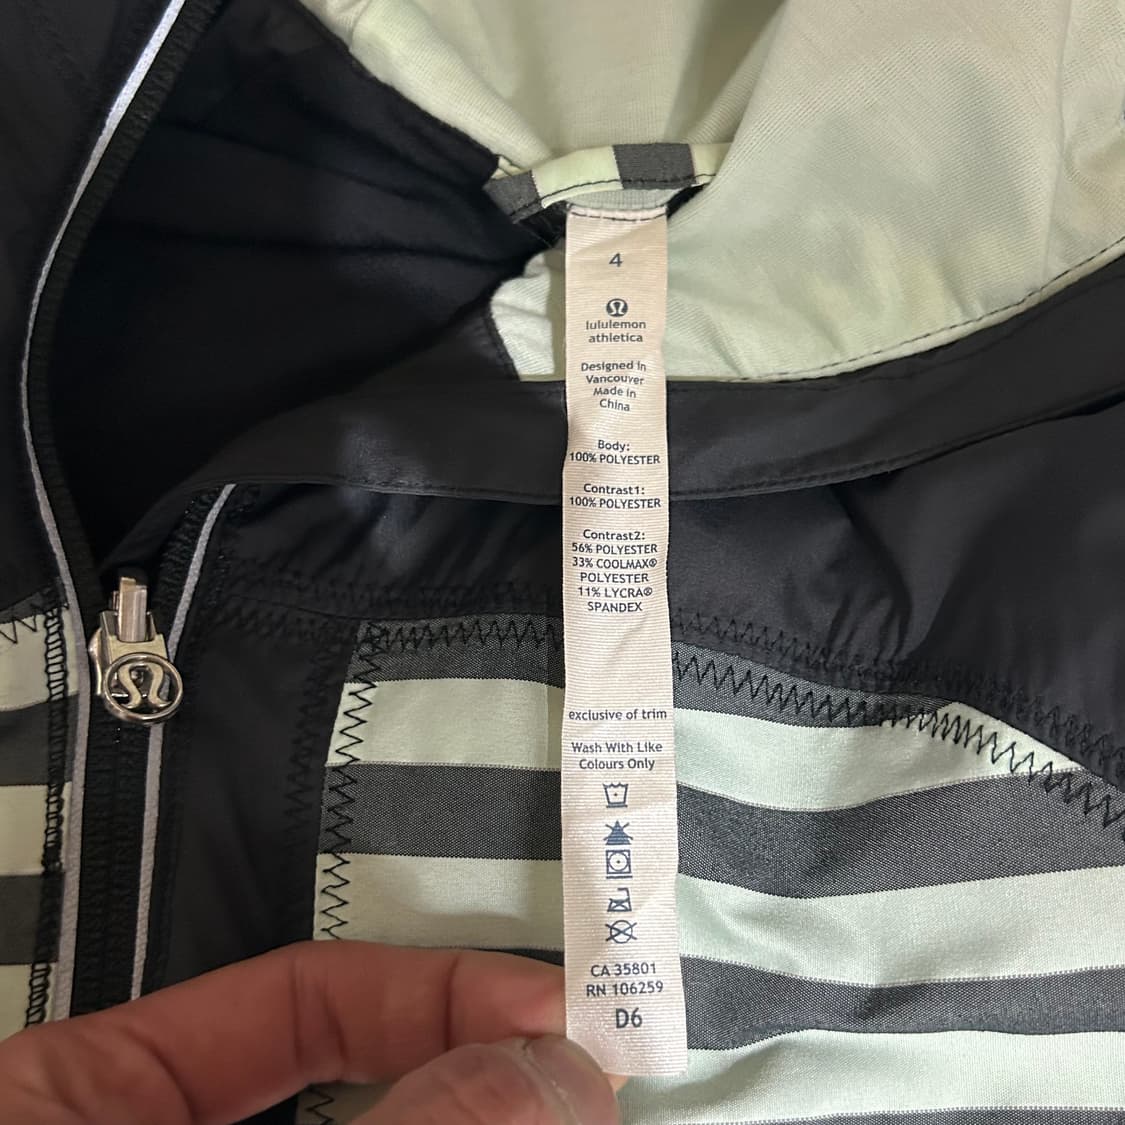 4
lululemon
athletica
Designed in
Vancouver
Made in
China
Body:
100% POLYESTER
Contrast1:
100% POLYESTER
Contrast2:
56% POLYESTER
33% COOLMAX®
POLYESTER
11% LYCRA®
SPANDEX
exclusive of trim
Wash With Like
Colours Only
CA 35801
RN 106259
D6